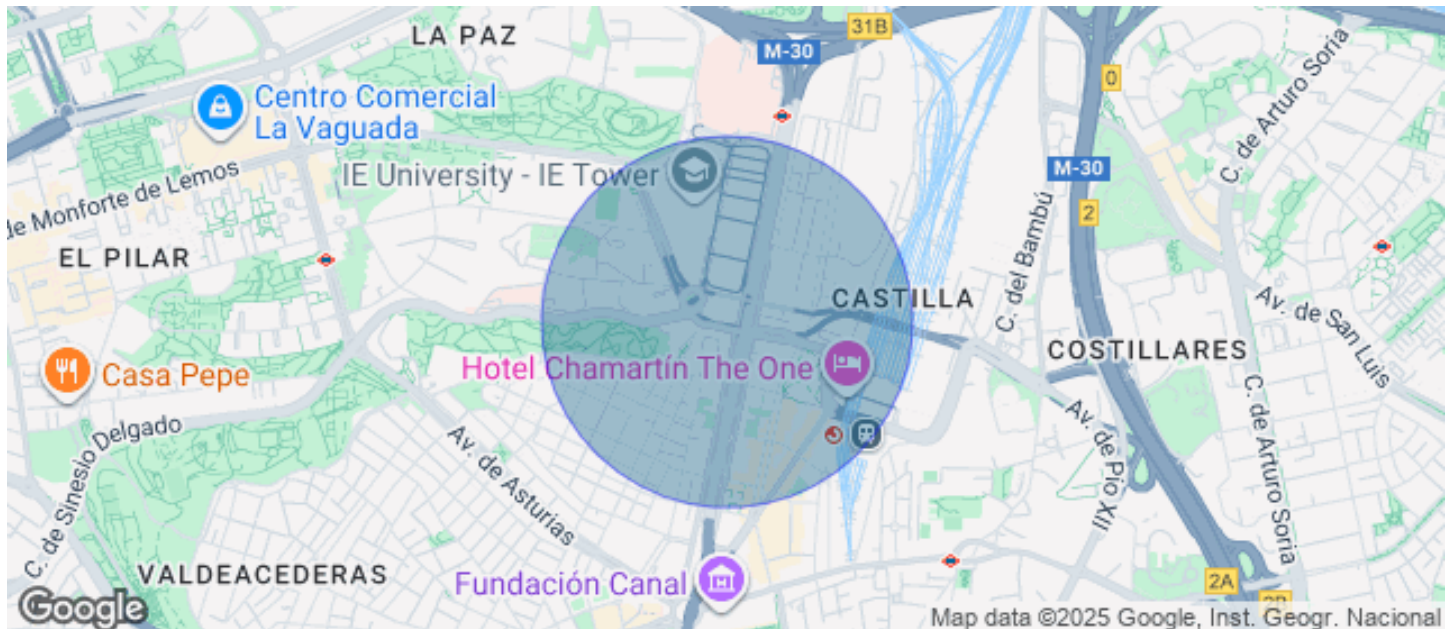 LA PAZ
31B
M-30
Centro Comercial
La Vaguada
0
C. de Arturo Soria
IE University - IE Tower
M-30
de Monforte de Lemos
2
C. del Bambú
EL PILAR
CASTILLA
Av. de San Luis
COSTILLARES
Hotel Chamartín The One
Casa Pepe
C. de Sinesio Delgado
Av. de Asturias
Av. de Pío XII
C. de Arturo Soria
VALDEACEDERAS
Fundación Canal
2A
2B
Google
Map data ©2025 Google, Inst. Geogr. Nacional